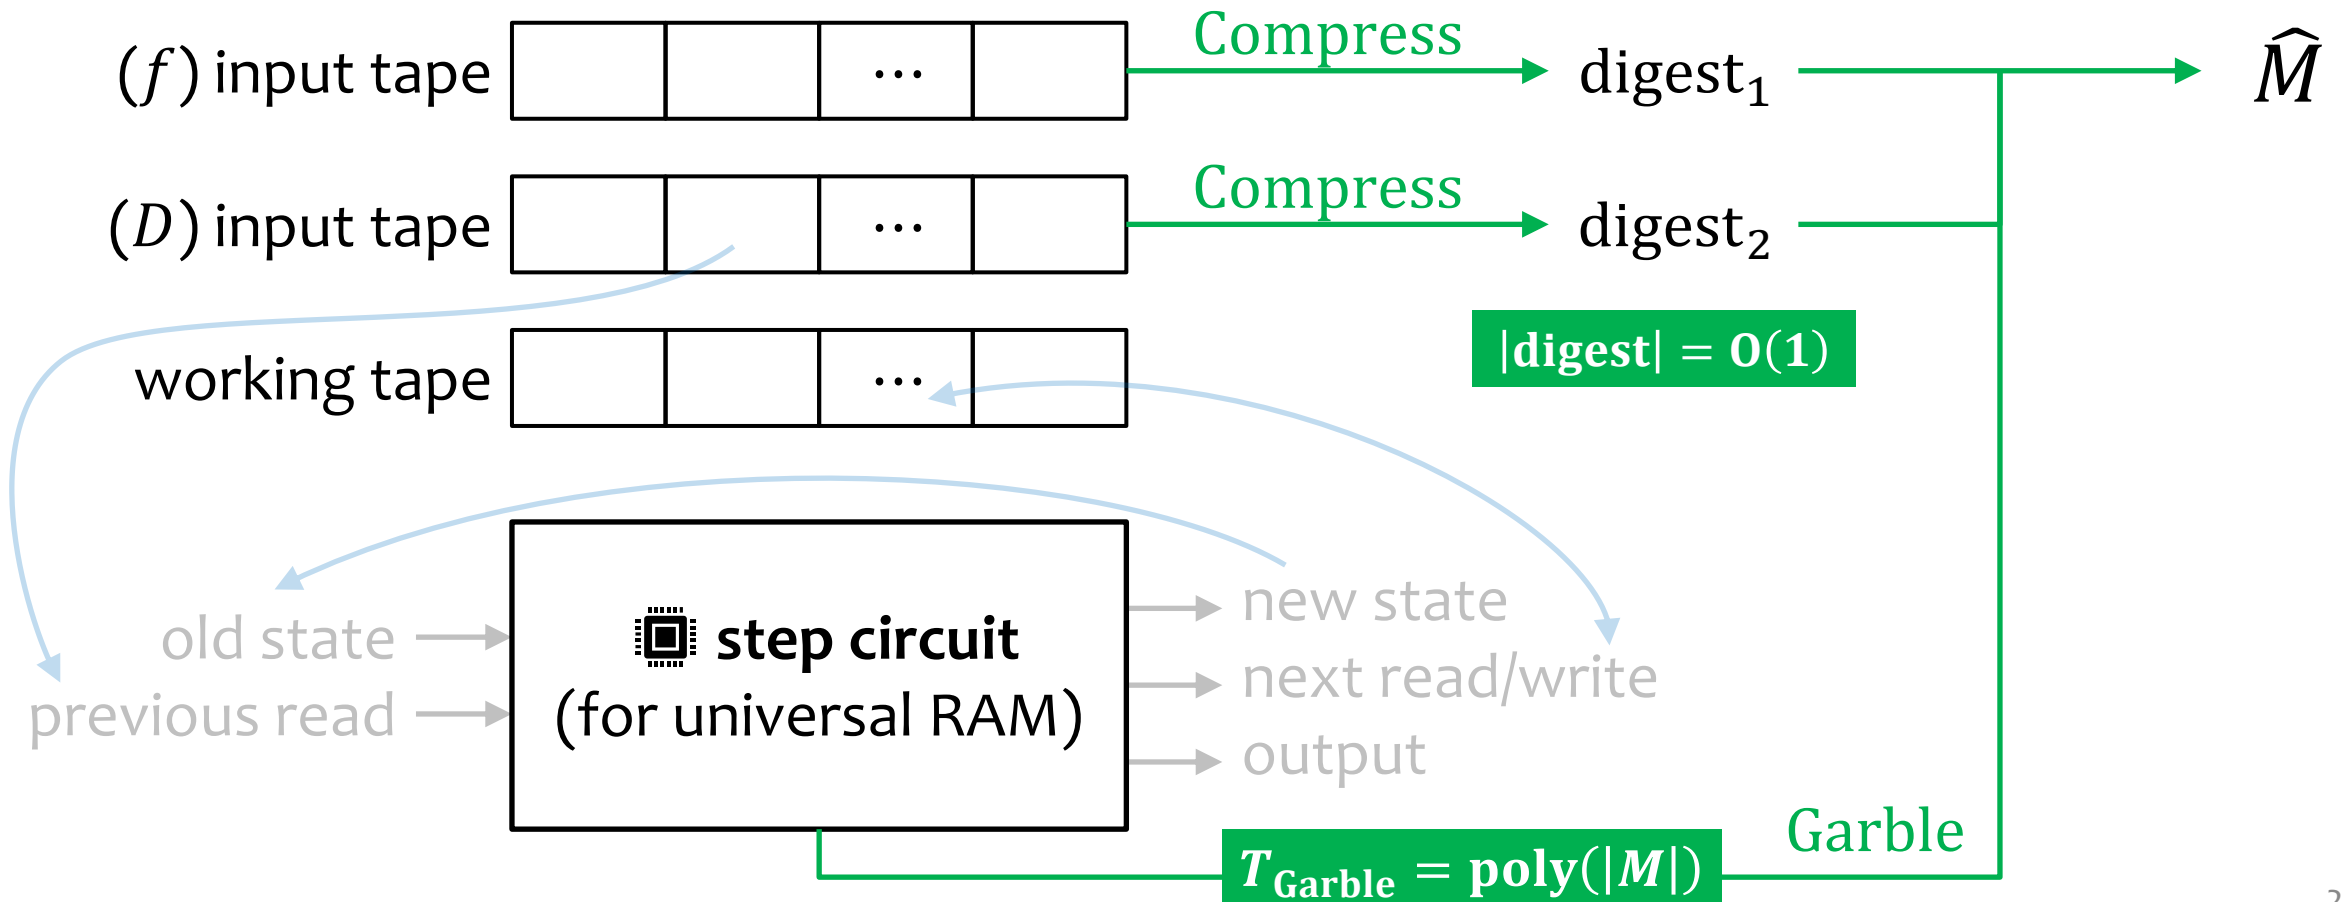 (f) input tape ⋯ Compress digest₁ M̂
(D) input tape ⋯ Compress digest₂
|digest| = O(1)
working tape ⋯
old state
previous read
step circuit
(for universal RAM)
new state
next read/write
output
T_Garble = poly(|M|)
Garble